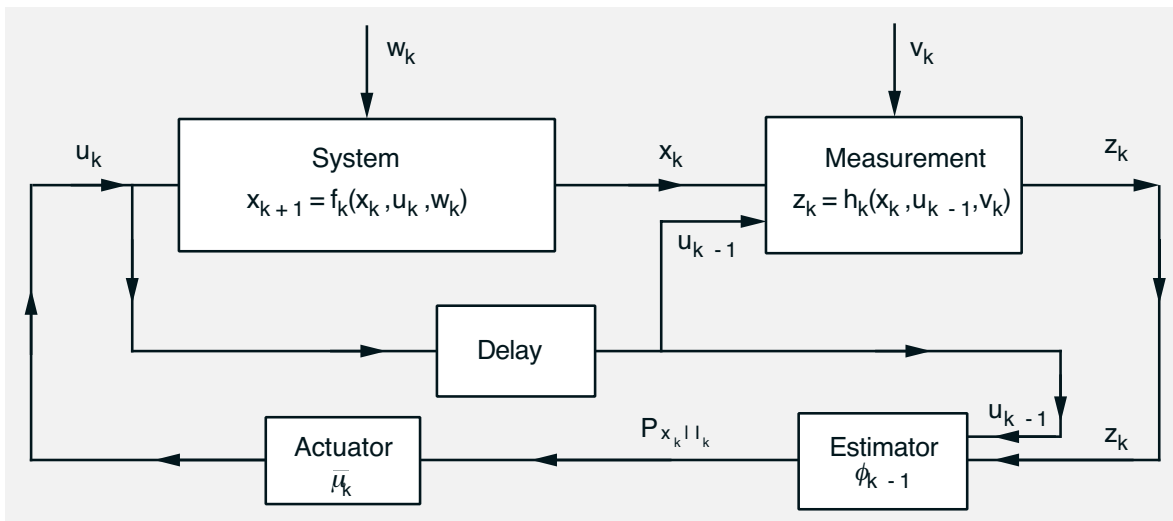 w_k
v_k
u_k
System
x_{k+1} = f_k(x_k, u_k, w_k)
x_k
Measurement
z_k = h_k(x_k, u_{k-1}, v_k)
z_k
u_{k-1}
Delay
u_{k-1}
P_{x_k | I_k}
z_k
Actuator
\overline{μ}_k
Estimator
ϕ_{k-1}